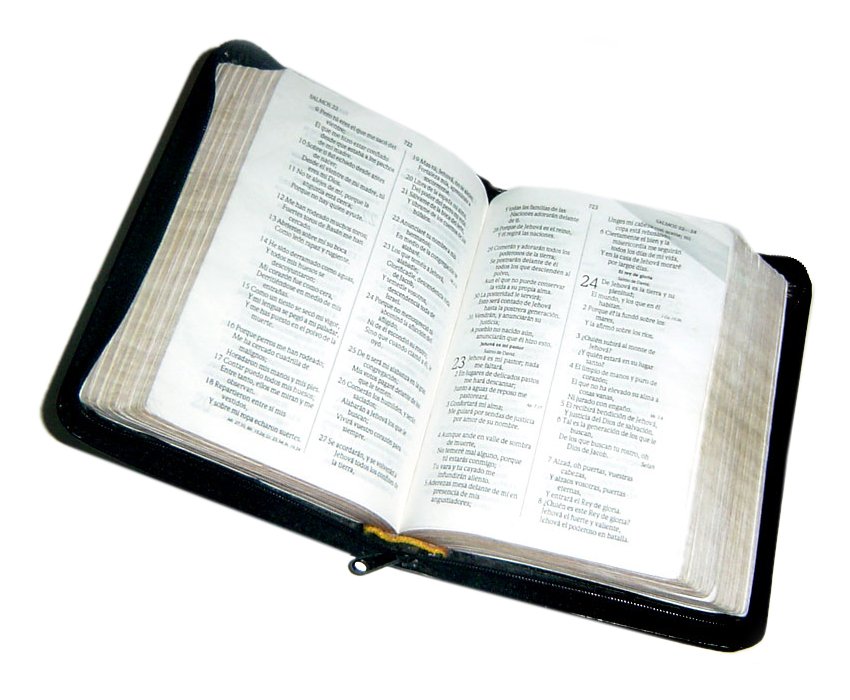 SALMOS 22
9 Pero tú eres el que me sacó del
vientre;
El que me hizo estar confiado
desde que estaba a los pechos
de mi madre.
10 Sobre ti fui echado desde antes
de nacer;
Desde el vientre de mi madre, tú
eres mi Dios.
11 No te alejes de mí, porque la
angustia está cerca;
Porque no hay quien ayude.
12 Me han rodeado muchos toros;
Fuertes toros de Basán me han
cercado.
13 Abrieron sobre mí su boca
Como león rapaz y rugiente.
14 He sido derramado como aguas,
Y todos mis huesos se
descoyuntaron;
Mi corazón fue como cera,
Derritiéndose en medio de mis
entrañas.
15 Como un tiesto se secó mi vigor,
Y mi lengua se pegó a mi paladar,
Y me has puesto en el polvo de la
muerte.
16 Porque perros me han rodeado;
Me ha cercado cuadrilla de
malignos;
Horadaron mis manos y mis pies.
17 Contar puedo todos mis huesos;
Entre tanto, ellos me miran y me
observan.
18 Repartieron entre sí mis
vestidos,
Y sobre mi ropa echaron suertes.
722
19 Mas tú, Jehová, no te alejes;
Fortaleza mía,
20 Libra de la espada mi alma,
Del poder del perro mi vida.
21 Sálvame de la boca del león,
Y líbrame de los cuernos de los
búfalos.
22 Anunciaré tu nombre a mis
hermanos;
En medio de la congregación
23 Los que teméis a Jehová,
alabadle;
Glorificadle, descendencia
de Jacob,
Y temedle vosotros,
descendencia toda de
Israel.
24 Porque no menospreció ni
abominó la aflicción del
afligido,
Ni de él escondió su rostro;
Sino que cuando clamó a él, le
oyó.
25 De ti será mi alabanza en la gran
congregación;
Mis votos pagaré delante de los
que le temen.
26 Comerán los humildes, y serán
saciados;
Alabarán a Jehová los que le
buscan;
Vivirá vuestro corazón para
siempre.
27 Se acordarán, y se volverán a
Jehová todos los confines de
la tierra,
Y todas las familias de las
Naciones adorarán delante
de ti.
28 Porque de Jehová es el reino,
Y él regirá las naciones.
29 Comerán y adorarán todos los
poderosos de la tierra;
Se postrarán delante de él
todos los que descienden al
polvo,
Aun el que no puede conservar
la vida a su propia alma.
30 La posteridad le servirá;
Esto será contado de Jehová
hasta la postrera generación.
31 Vendrán, y anunciarán su
justicia;
A pueblo no nacido aún,
anunciarán que él hizo esto.
Jehová es mi pastor
Salmo de David.
23 Jehová es mi pastor; nada
me faltará.
2 En lugares de delicados pastos
me hará descansar;
Junto a aguas de reposo me
pastoreará.
3 Confortará mi alma;
Me guiará por sendas de justicia
por amor de su nombre.
4 Aunque ande en valle de sombra
de muerte,
No temeré mal alguno, porque
tú estarás conmigo;
Tu vara y tu cayado me
infundirán aliento.
5 Aderezas mesa delante de mí en
presencia de mis
angustiadores;
723
SALMOS 22—24
Unges mi cabeza
copa está rebosando.
6 Ciertamente el bien y la
misericordia me seguirán
todos los días de mi vida,
Y en la casa de Jehová moraré
por largos días.
El rey de gloria
Salmo de David.
24 De Jehová es la tierra y su
plenitud;
El mundo, y los que en él
habitan.
2 Porque él la fundó sobre los
mares,
Y la afirmó sobre los ríos.
3 ¿Quién subirá al monte de
Jehová?
¿Y quién estará en su lugar
santo?
4 El limpio de manos y puro de
corazón;
El que no ha elevado su alma a
cosas vanas,
Ni jurado con engaño.
5 Él recibirá bendición de Jehová,
Y justicia del Dios de salvación.
6 Tal es la generación de los que le
buscan,
De los que buscan tu rostro, oh
Dios de Jacob.
Selah
7 Alzad, oh puertas, vuestras
cabezas,
Y alzaos vosotras, puertas
eternas,
Y entrará el Rey de gloria.
8 ¿Quién es este Rey de gloria?
Jehová el fuerte y valiente,
Jehová el poderoso en batalla.